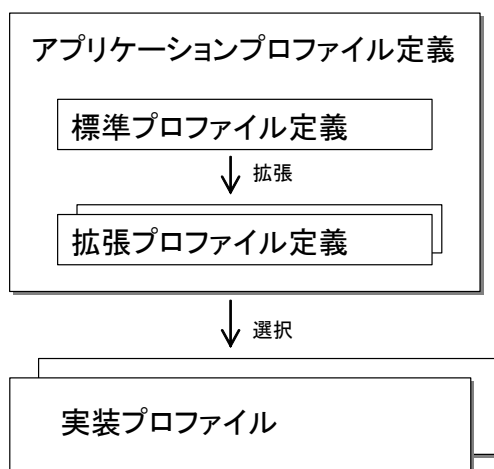 アプリケーションプロファイル定義
標準プロファイル定義
拡張
拡張プロファイル定義
選択
実装プロファイル